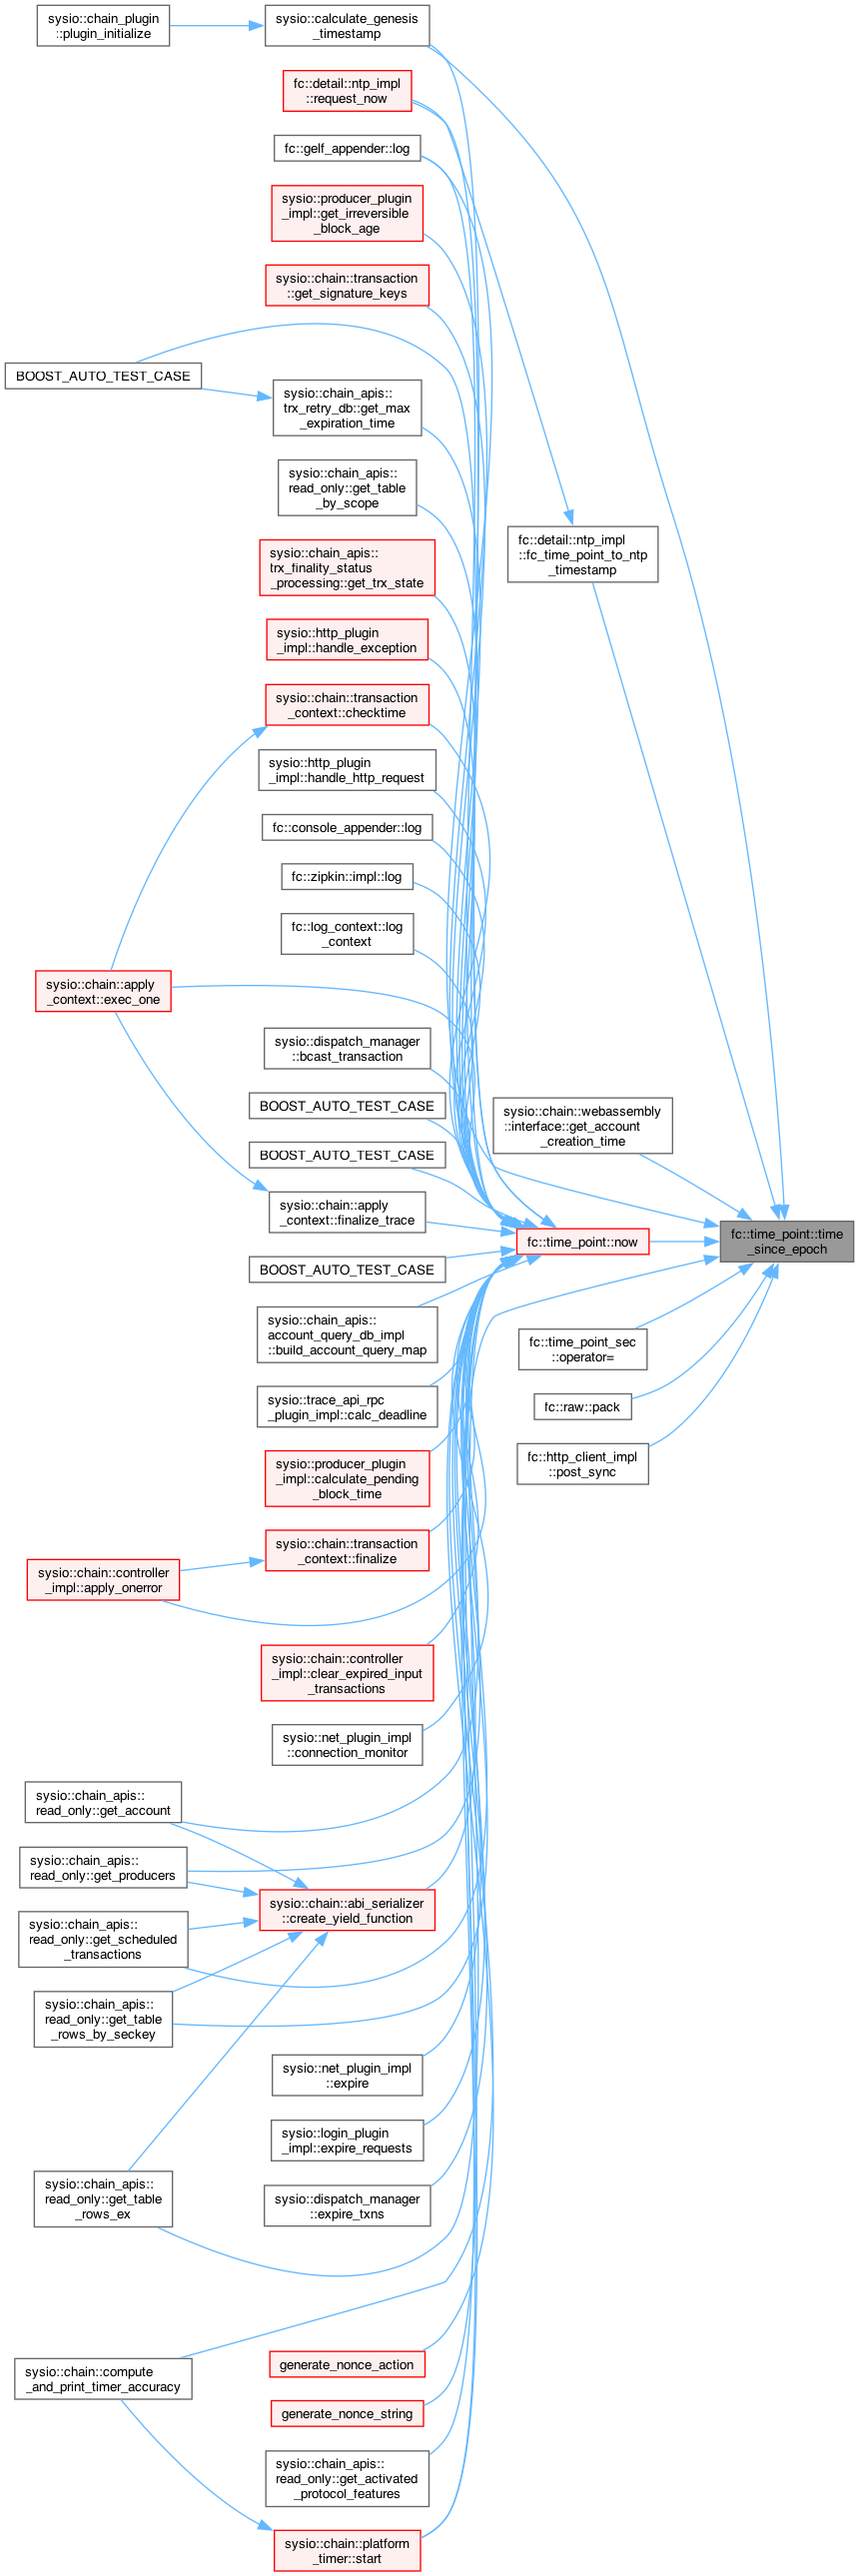 sysio::chain_plugin
::plugin_initialize
sysio::calculate_genesis
_timestamp
fc::detail::ntp_impl
::request_now
fc::gelf_appender::log
sysio::producer_plugin
_impl::get_irreversible
_block_age
sysio::chain::transaction
::get_signature_keys
BOOST_AUTO_TEST_CASE
sysio::chain_apis::
trx_retry_db::get_max
_expiration_time
sysio::chain_apis::
read_only::get_table
_by_scope
fc::detail::ntp_impl
::fc_time_point_to_ntp
_timestamp
sysio::chain_apis::
trx_finality_status
_processing::get_trx_state
sysio::http_plugin
_impl::handle_exception
sysio::chain::transaction
_context::checktime
sysio::http_plugin
_impl::handle_http_request
fc::console_appender::log
fc::zipkin::impl::log
fc::log_context::log
_context
sysio::chain::apply
_context::exec_one
sysio::dispatch_manager
::bcast_transaction
BOOST_AUTO_TEST_CASE
sysio::chain::webassembly
::interface::get_account
_creation_time
BOOST_AUTO_TEST_CASE
sysio::chain::apply
_context::finalize_trace
fc::time_point::now
fc::time_point::time
_since_epoch
BOOST_AUTO_TEST_CASE
sysio::chain_apis::
account_query_db_impl
::build_account_query_map
fc::time_point_sec
::operator=
sysio::trace_api_rpc
_plugin_impl::calc_deadline
fc::raw::pack
sysio::producer_plugin
_impl::calculate_pending
_block_time
fc::http_client_impl
::post_sync
sysio::chain::transaction
_context::finalize
sysio::chain::controller
_impl::apply_onerror
sysio::chain::controller
_impl::clear_expired_input
_transactions
sysio::net_plugin_impl
::connection_monitor
sysio::chain_apis::
read_only::get_account
sysio::chain_apis::
read_only::get_producers
sysio::chain::abi_serializer
::create_yield_function
sysio::chain_apis::
read_only::get_scheduled
_transactions
sysio::chain_apis::
read_only::get_table
_rows_by_seckey
sysio::net_plugin_impl
::expire
sysio::login_plugin
_impl::expire_requests
sysio::chain_apis::
read_only::get_table
_rows_ex
sysio::dispatch_manager
::expire_txns
generate_nonce_action
sysio::chain::compute
_and_print_timer_accuracy
generate_nonce_string
sysio::chain_apis::
read_only::get_activated
_protocol_features
sysio::chain::platform
_timer::start